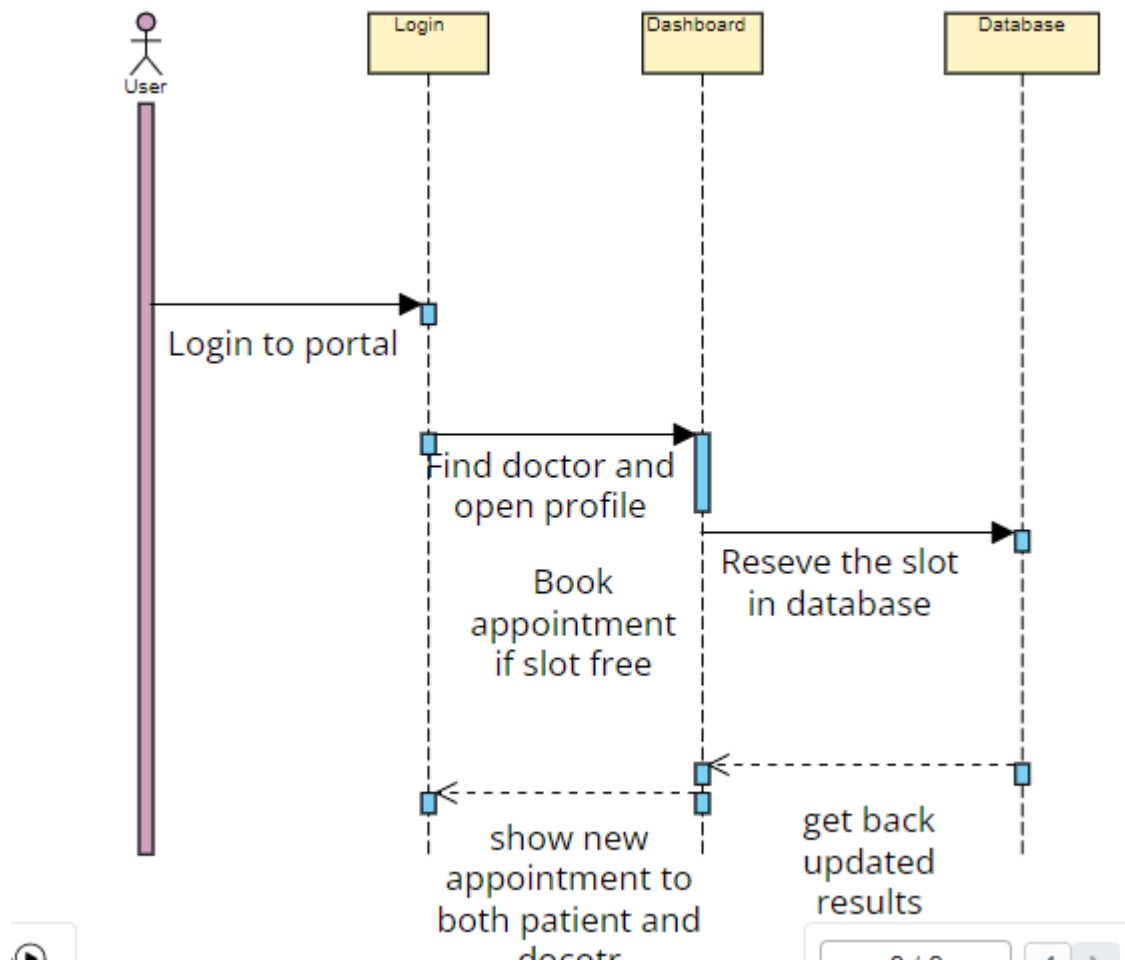 Login
Dashboard
Database
User
Login to portal
Find doctor and
open profile
Reseve the slot
in database
Book
appointment
if slot free
get back
updated
results
show new
appointment to
both patient and
docetr